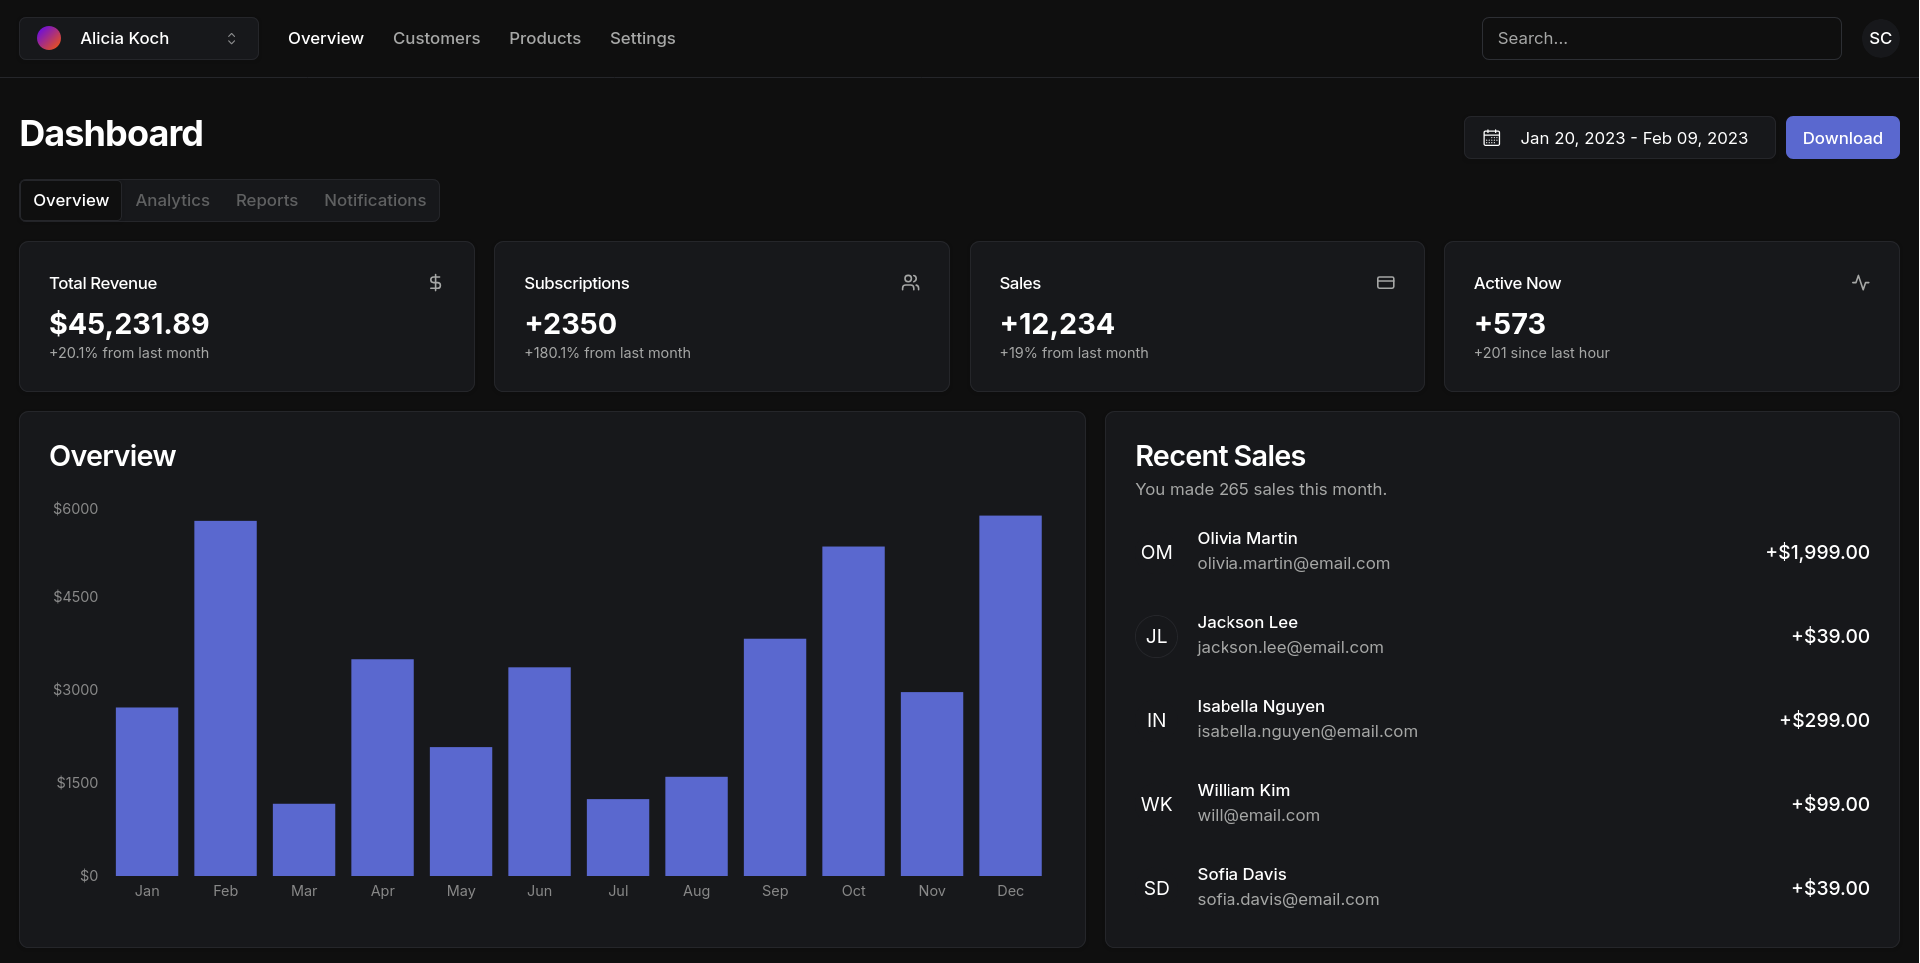 Alicia Koch
Overview
Customers
Products
Settings
Search...
SC
Dashboard
Jan 20, 2023 - Feb 09, 2023
Download
Overview
Analytics
Reports
Notifications
Total Revenue
$45,231.89
+20.1% from last month
Subscriptions
+2350
+180.1% from last month
Sales
+12,234
+19% from last month
Active Now
+573
+201 since last hour
Overview
$6000
$4500
$3000
$1500
$0
Jan
Feb
Mar
Apr
May
Jun
Jul
Aug
Sep
Oct
Nov
Dec
Recent Sales
You made 265 sales this month.
OM
Olivia Martin
olivia.martin@email.com
+$1,999.00
JL
Jackson Lee
jackson.lee@email.com
+$39.00
IN
Isabella Nguyen
isabella.nguyen@email.com
+$299.00
WK
William Kim
will@email.com
+$99.00
SD
Sofia Davis
sofia.davis@email.com
+$39.00